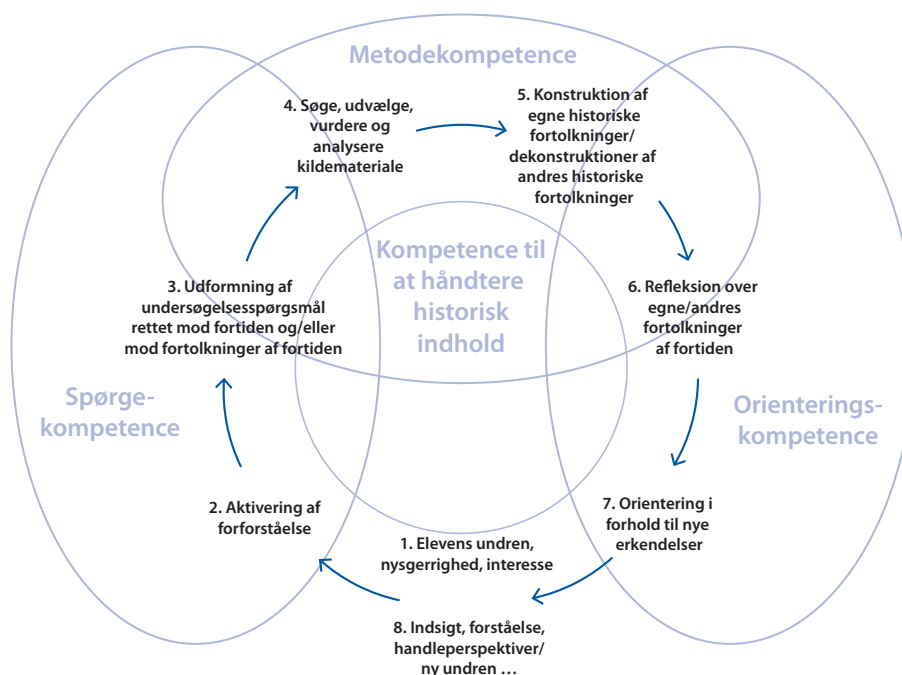 Metodekompetence
4. Søge, udvælge,
vurdere og
analysere
kildemateriale
5. Konstruktion af
egne historiske
fortolkninger/
dekonstruktioner af
andres historiske
fortolkninger
Kompetence til
at håndtere
historisk
indhold
3. Udformning af
undersøgelsesspørgsmål
rettet mod fortiden og/eller
mod fortolkninger af fortiden
6. Refleksion over
egne/andres
fortolkninger
af fortiden
Spørge-
kompetence
Orienterings-
kompetence
2. Aktivering af
forforståelse
7. Orientering i
forhold til nye
erkendelser
1. Elevens undren,
nysgerrighed, interesse
8. Indsigt, forståelse,
handleperspektiver/
ny undren …